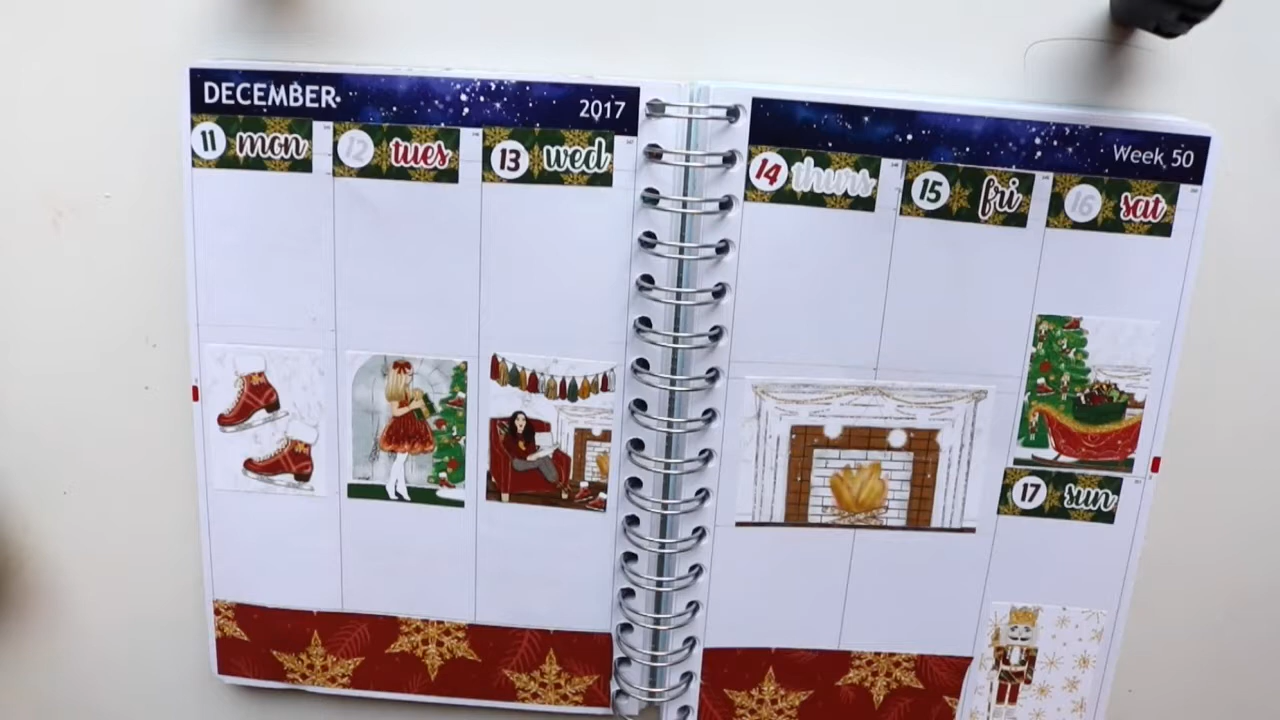 DECEMBER
2017
11 mon
12 tues
13 wed
Week 50
14 thurs
15 fri
16 sat
17 sun